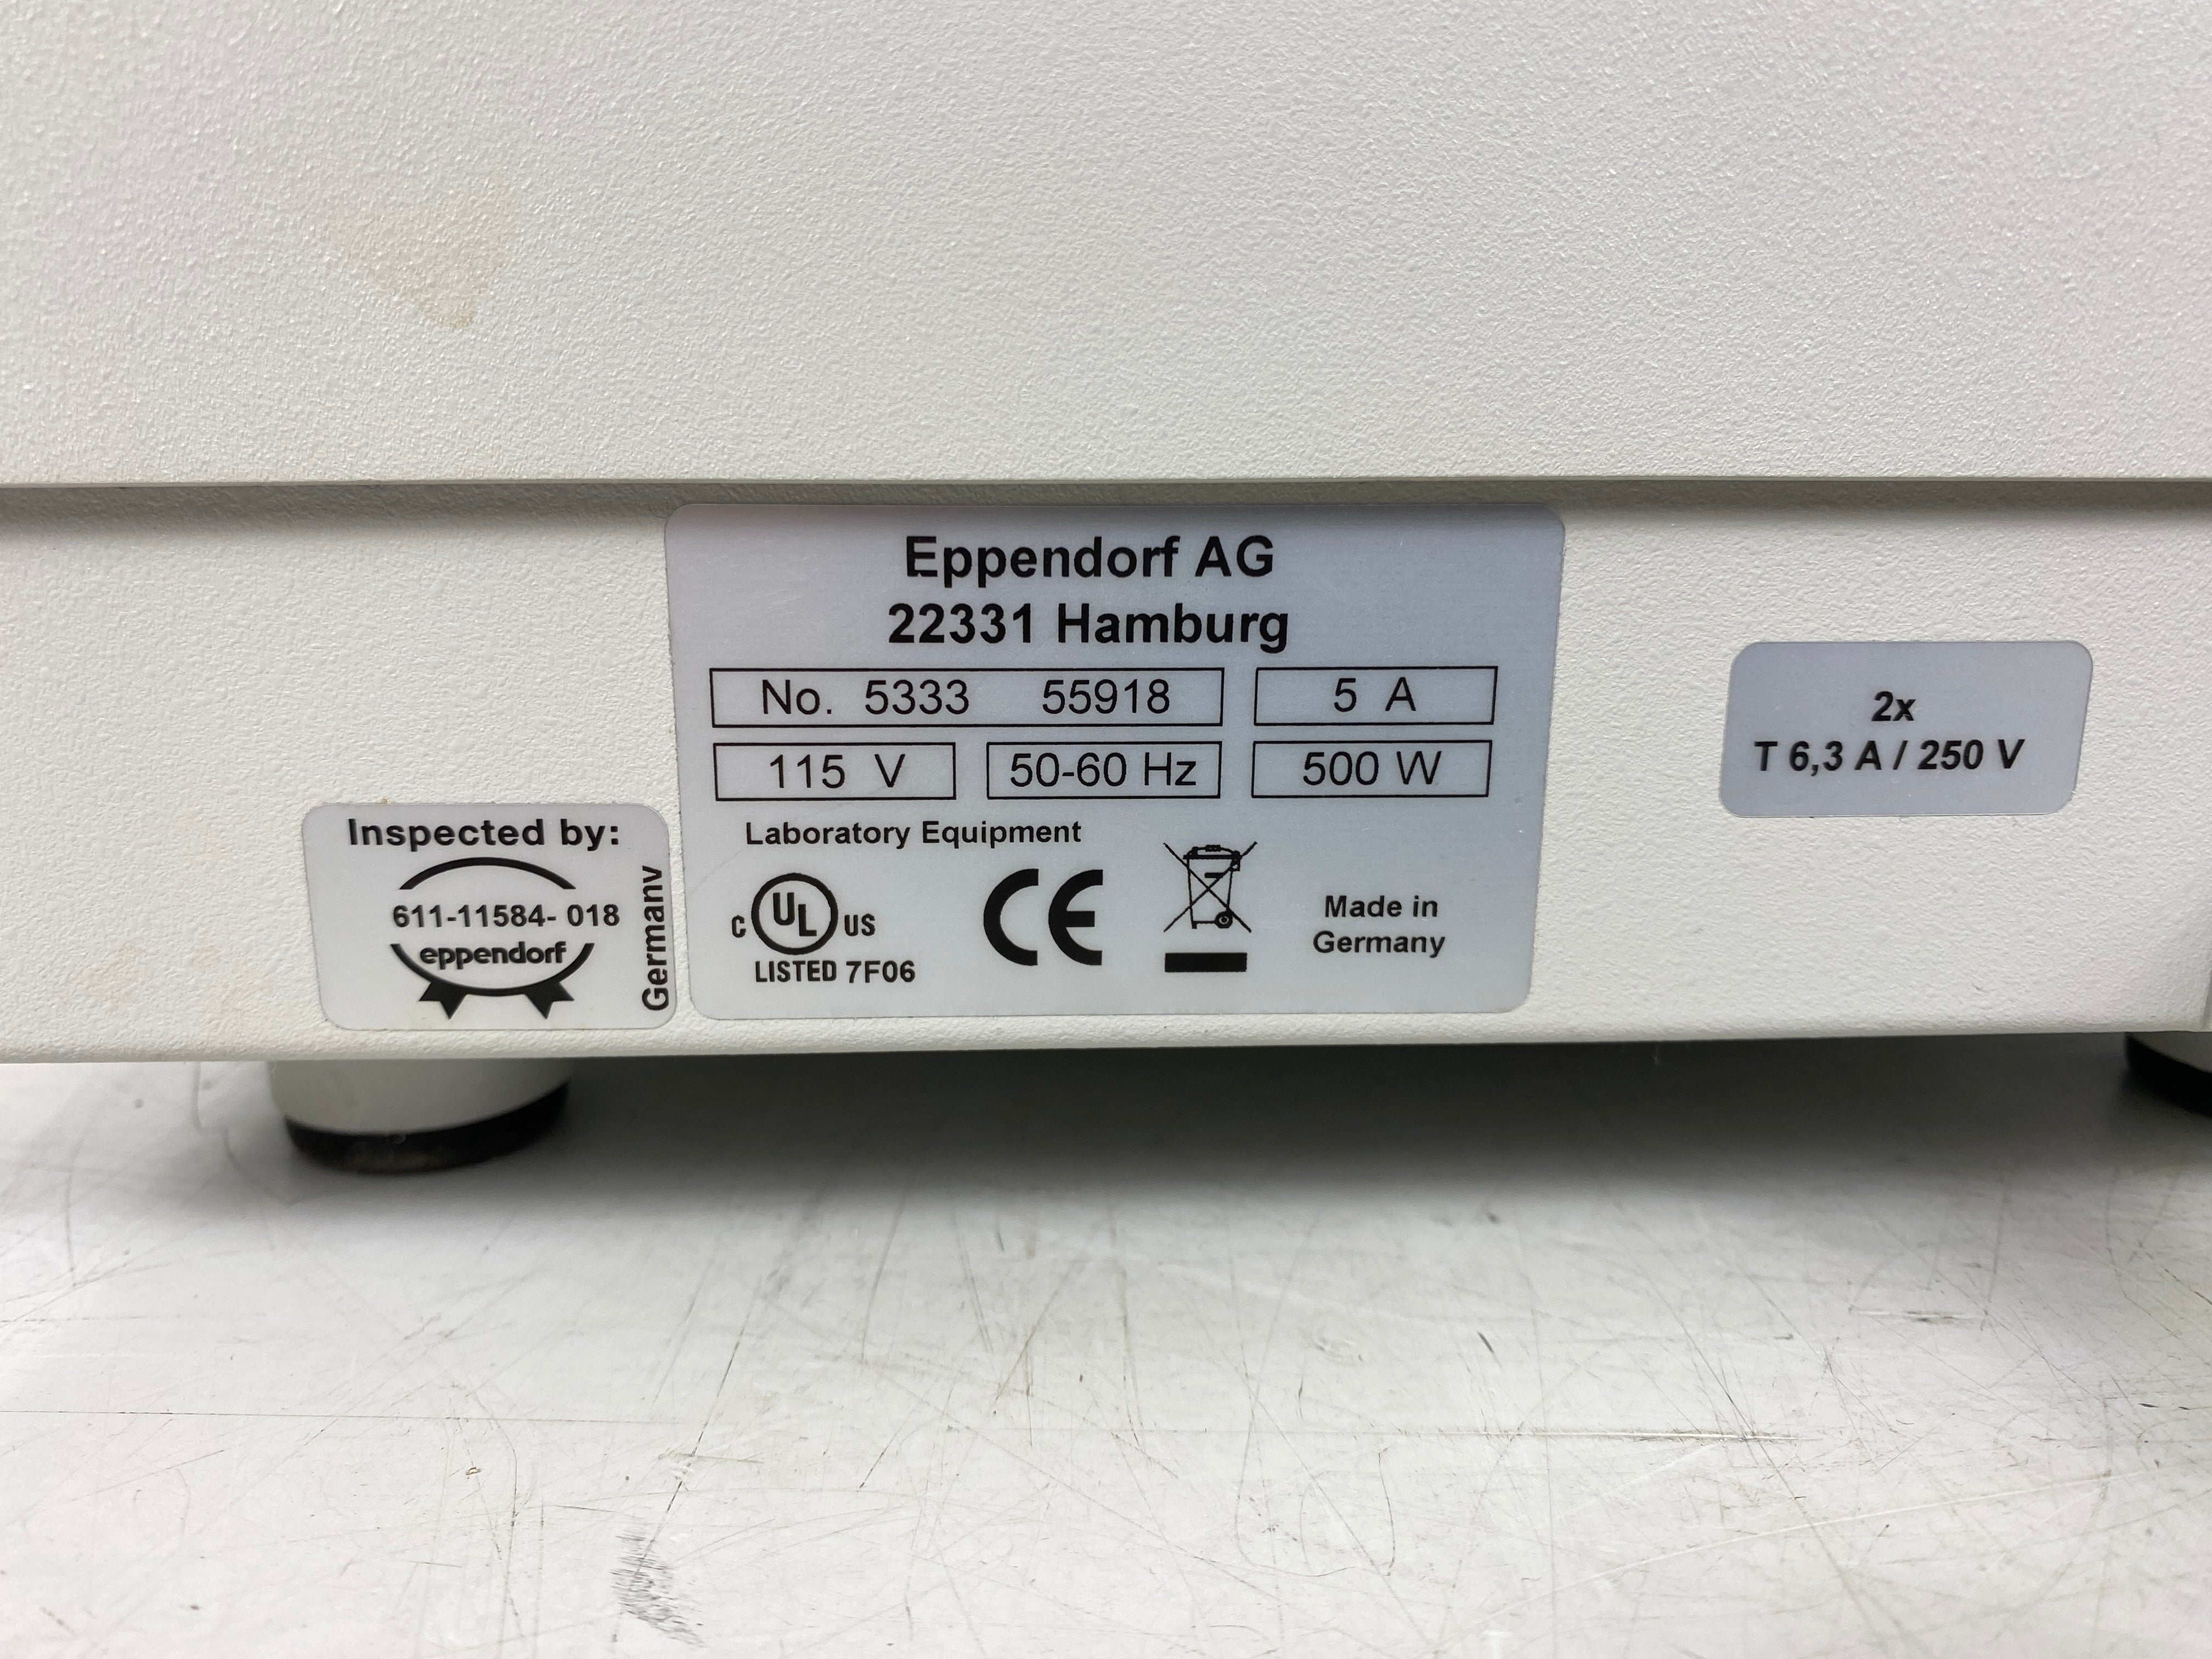 Eppendorf AG
22331 Hamburg
No. 5333 55918
5 A
115 V
50-60 Hz
500 W
Laboratory Equipment
C UL US
LISTED 7F06
CE
Made in
Germany
2x
T 6,3 A / 250 V
Inspected by:
611-11584- 018
eppendorf
Germany